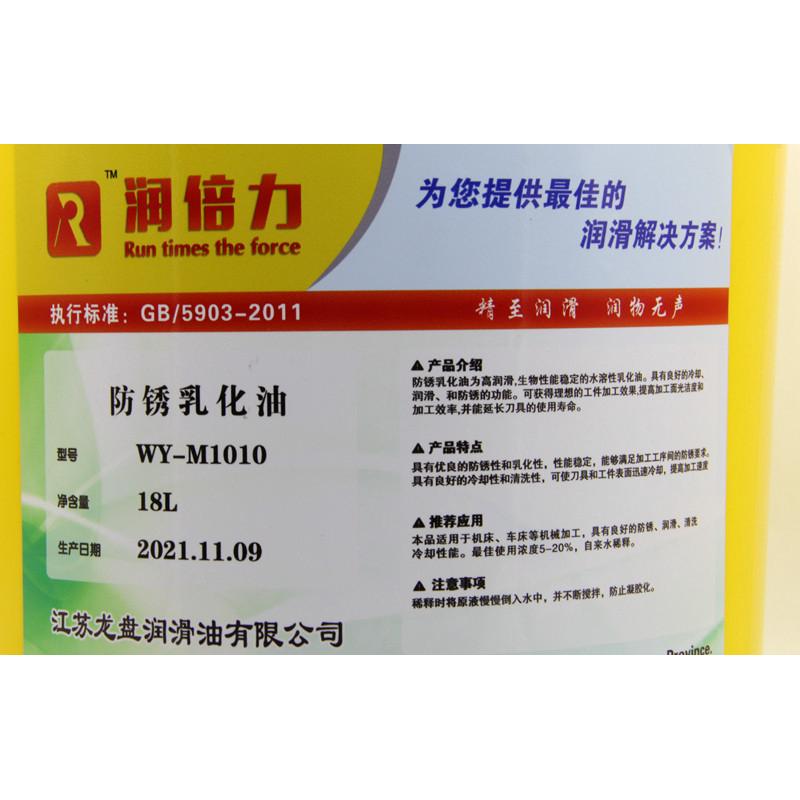 TM
润倍力
Run times the force
为您提供最佳的
润滑解决方案!
执行标准：GB/5903-2011
精至润滑 润物无声
防锈乳化油
型号 WY-M1010
净含量 18L
生产日期 2021.11.09
江苏龙盘润滑油有限公司
产品介绍
防锈乳化油为高润滑,生物性能稳定的水溶性乳化油。具有良好的冷却、
润滑、和防锈的功能。可获得理想的工件加工效果,提高加工面光洁度和
加工效率,并能延长刀具的使用寿命。
产品特点
具有优良的防锈性和乳化性，性能稳定，能够满足加工工序间的防锈要求。
具有良好的冷却性和清洗性，可使刀具和工件表面迅速冷却，提高加工速度
推荐应用
本品适用于机床、车床等机械加工，具有良好的防锈、润滑、清洗
冷却性能。最佳使用浓度5-20%，自来水稀释。
注意事项
稀释时将原液慢慢倒入水中，并不断搅拌，防止凝胶化。
Province.